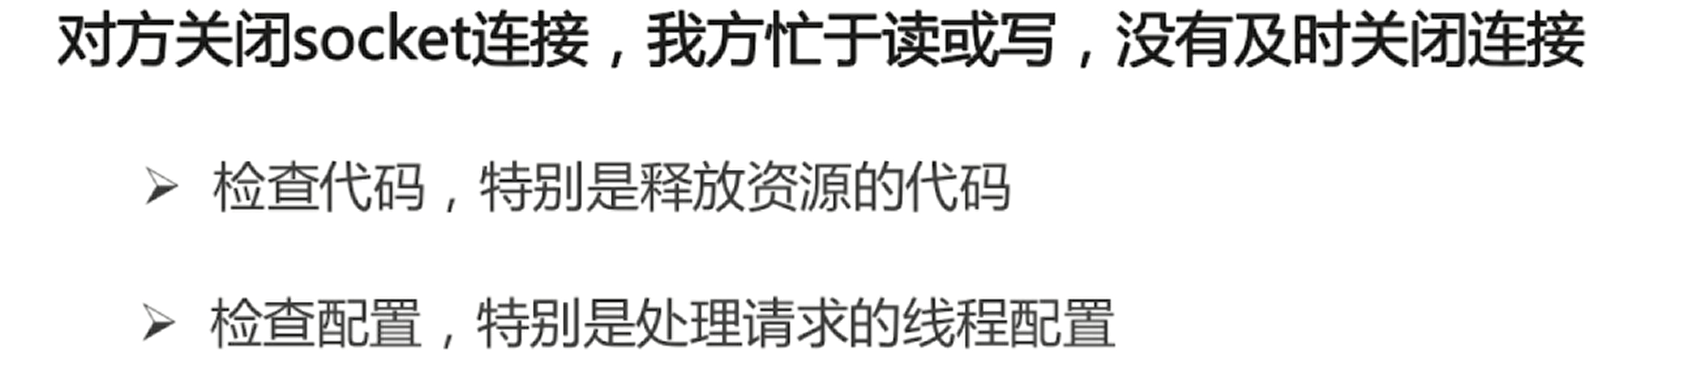 对方关闭socket连接，我方忙于读或写，没有及时关闭连接
➢ 检查代码，特别是释放资源的代码
➢ 检查配置，特别是处理请求的线程配置